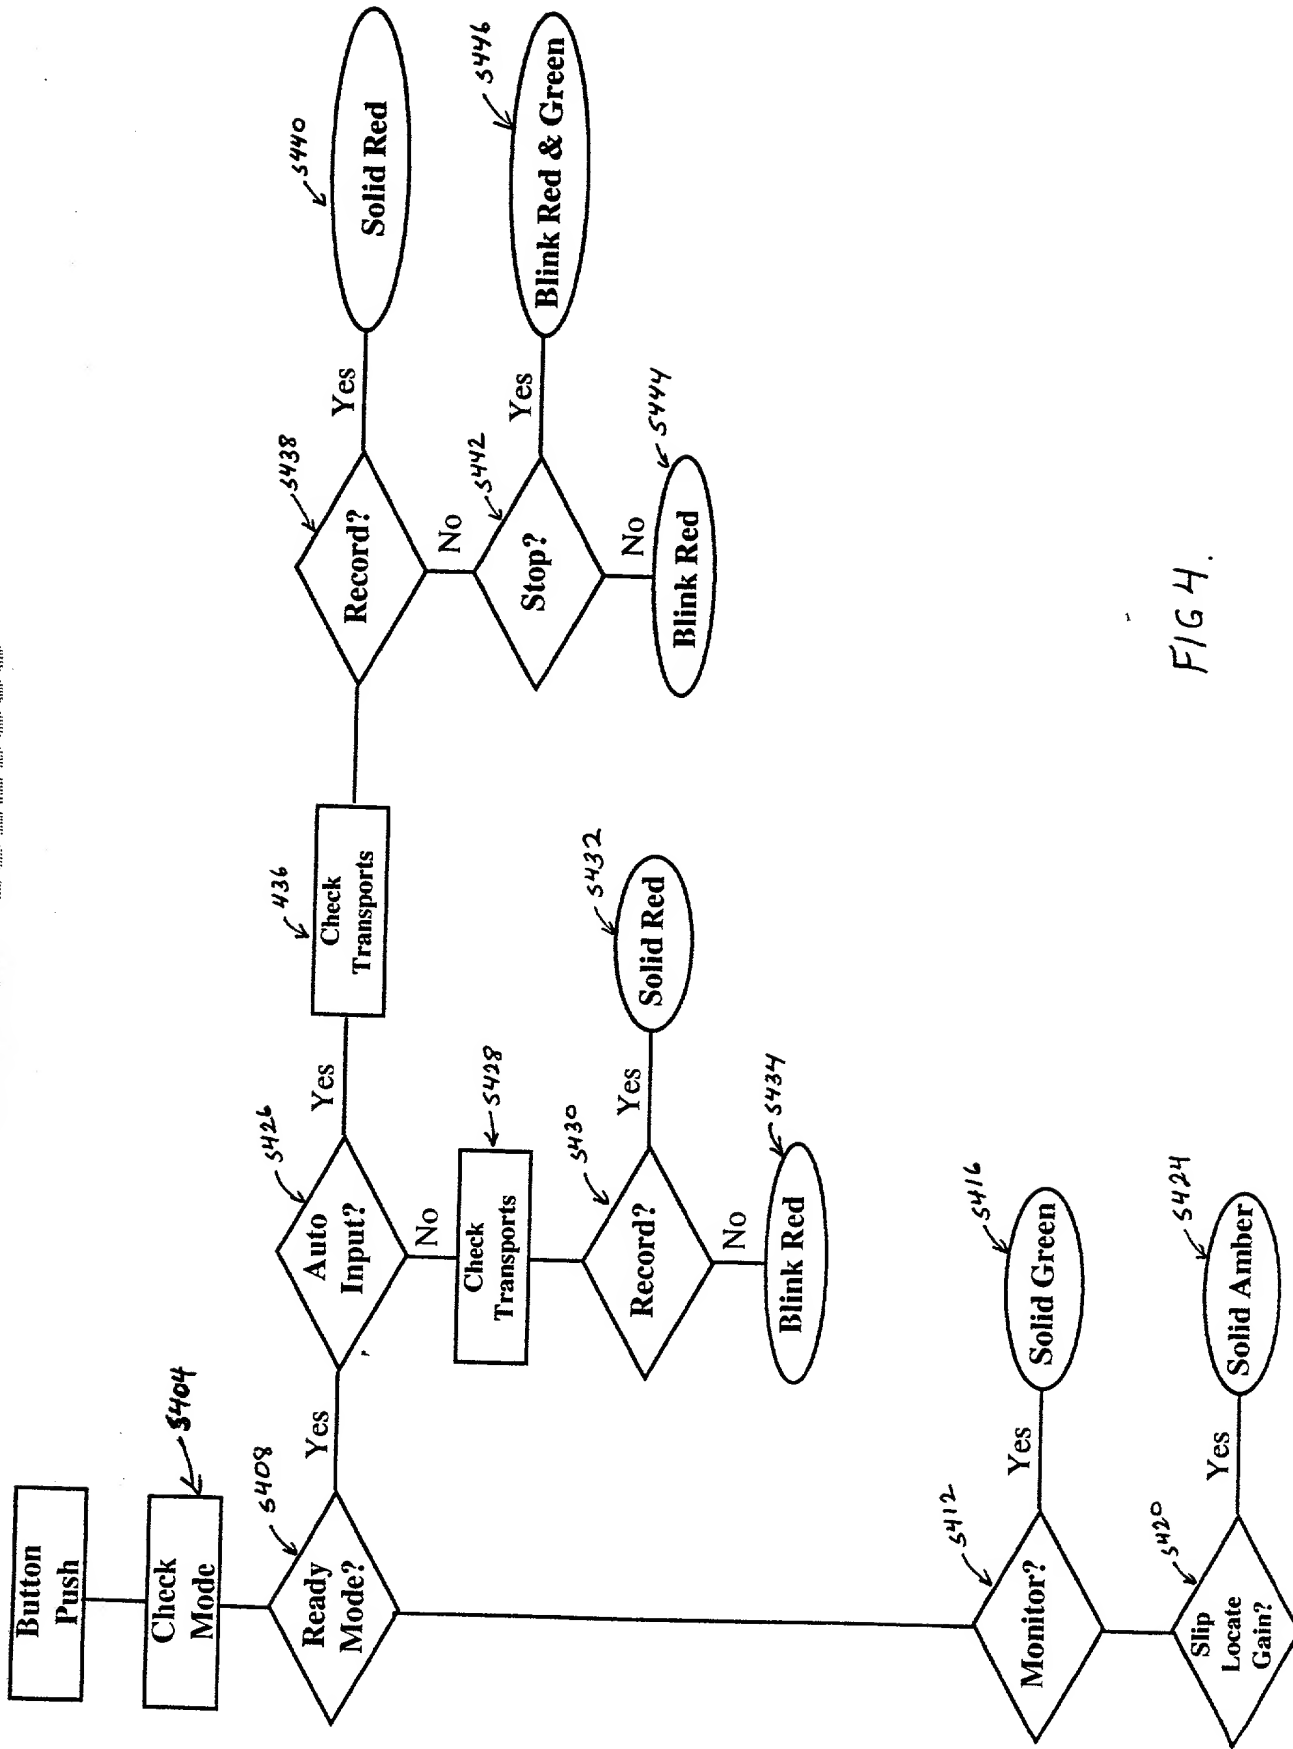 Button
Push
Check
Mode
S404
Ready
Mode?
S408
Yes
Auto
Input?
S426
Yes
Check
Transports
436
Record?
S438
Yes
Solid Red
S440
No
Stop?
S442
Yes
Blink Red & Green
S446
No
Blink Red
S444
No
Check
Transports
S428
Record?
S430
Yes
Solid Red
S432
No
Blink Red
S434
Monitor?
S412
Yes
Solid Green
S416
Slip
Locate
Gain?
S420
Yes
Solid Amber
S424
FIG 4.